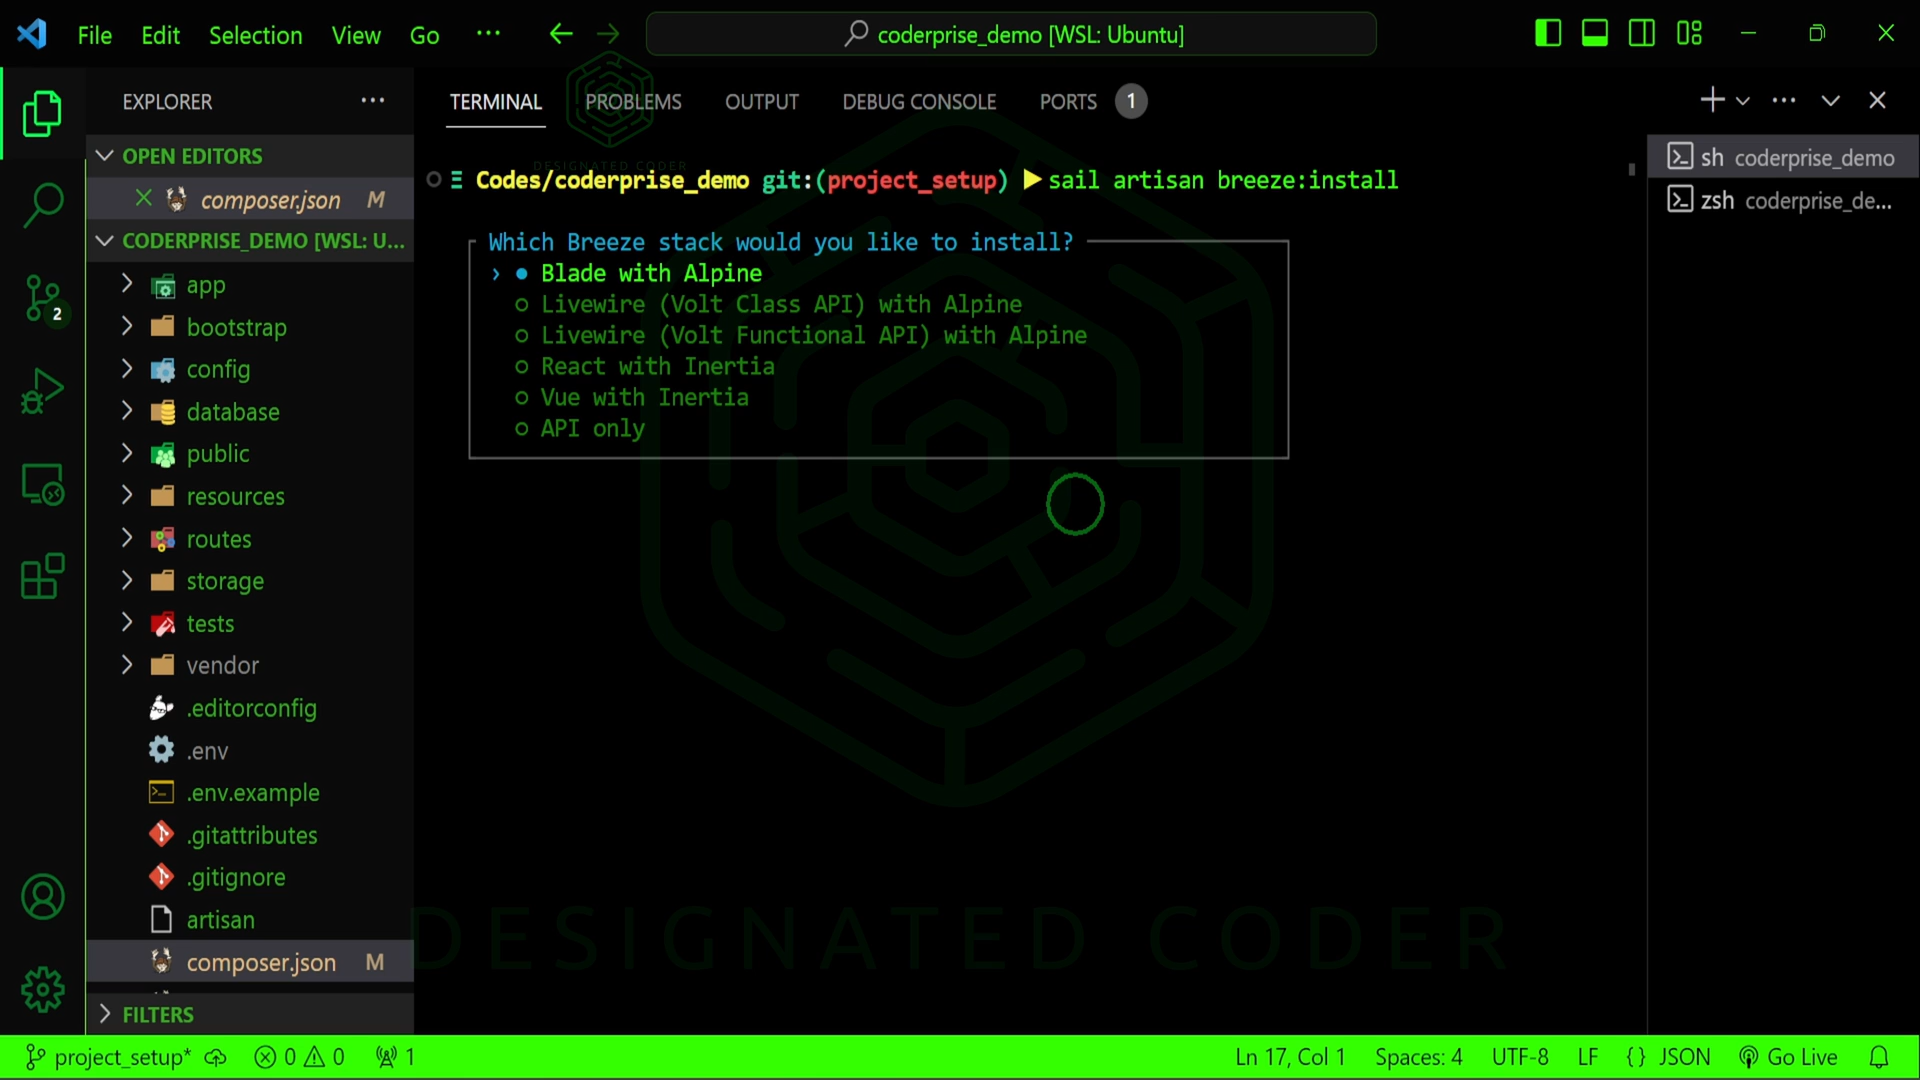 File Edit Selection View Go ···
coderprise_demo [WSL: Ubuntu]
EXPLORER ···
OPEN EDITORS
composer.json M
CODERPRISE_DEMO [WSL: U...
app
bootstrap
config
database
public
resources
routes
storage
tests
vendor
.editorconfig
.env
.env.example
.gitattributes
.gitignore
artisan
composer.json M
FILTERS
2
TERMINAL PROBLEMS OUTPUT DEBUG CONSOLE PORTS 1
DESIGNATED CODER
Codes/coderprise_demo git:(project_setup) sail artisan breeze:install
Which Breeze stack would you like to install?
› ● Blade with Alpine
○ Livewire (Volt Class API) with Alpine
○ Livewire (Volt Functional API) with Alpine
○ React with Inertia
○ Vue with Inertia
○ API only
sh coderprise_demo
zsh coderprise_de...
DESIGNATED CODER
project_setup* 0 0 1
Ln 17, Col 1 Spaces: 4 UTF-8 LF {} JSON Go Live